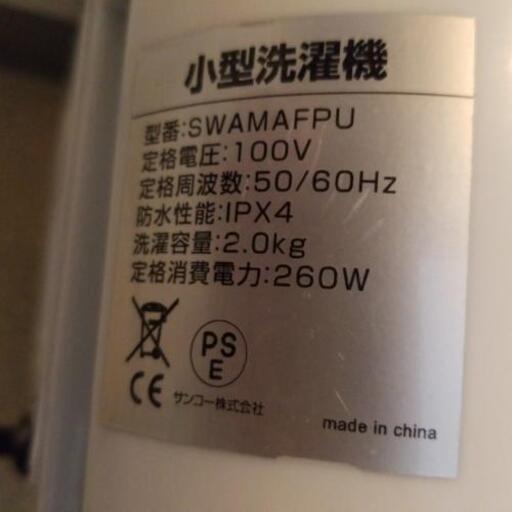 小型洗濯機
型番:SWAMAFPU
定格電圧:100V
定格周波数:50/60Hz
防水性能:IPX4
洗濯容量:2.0kg
定格消費電力:260W
PS
E
CE
サンコー株式会社
made in china